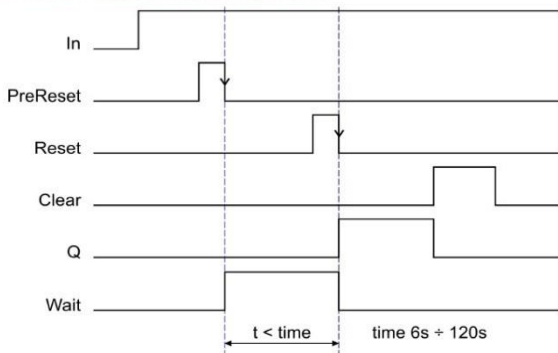 In
PreReset
Reset
Clear
Q
Wait
t < time
time 6s ÷ 120s